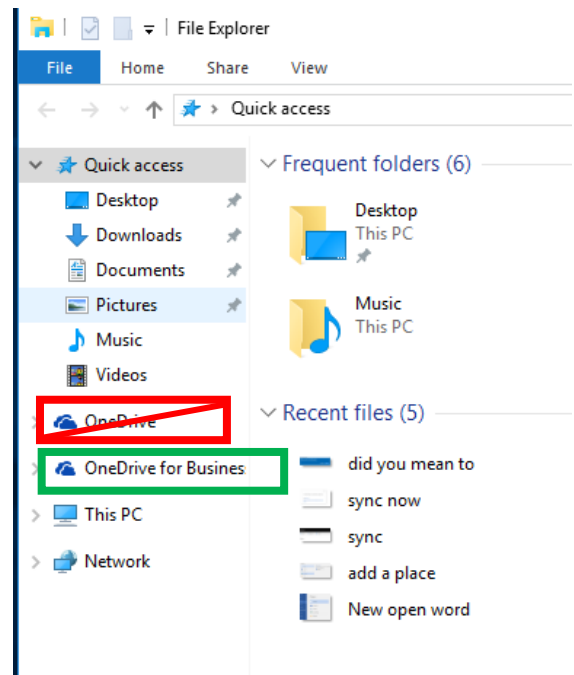 File Explorer
File Home Share View
Quick access
Quick access
Desktop
Downloads
Documents
Pictures
Music
Videos
OneDrive
OneDrive for Busines
This PC
Network
Frequent folders (6)
Desktop
This PC
Music
This PC
Recent files (5)
did you mean to
sync now
sync
add a place
New open word